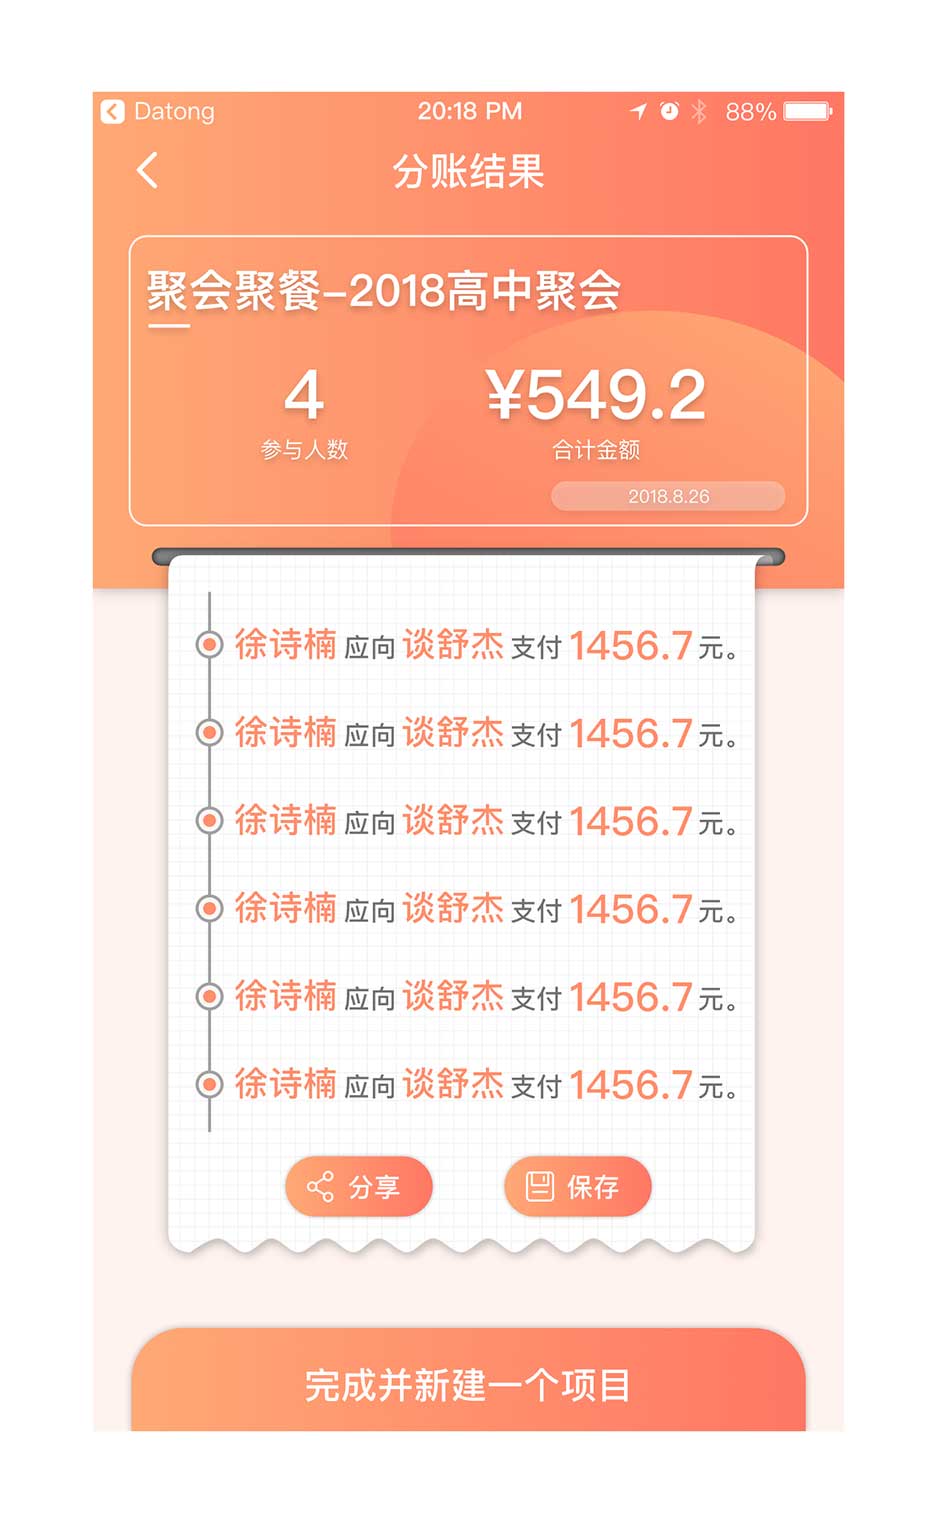 Datong 20:18 PM 88%
分账结果
聚会聚餐-2018高中聚会
4 ¥549.2
参与人数 合计金额
2018.8.26
徐诗楠 应向 谈舒杰 支付 1456.7 元。
徐诗楠 应向 谈舒杰 支付 1456.7 元。
徐诗楠 应向 谈舒杰 支付 1456.7 元。
徐诗楠 应向 谈舒杰 支付 1456.7 元。
徐诗楠 应向 谈舒杰 支付 1456.7 元。
徐诗楠 应向 谈舒杰 支付 1456.7 元。
分享 保存
完成并新建一个项目